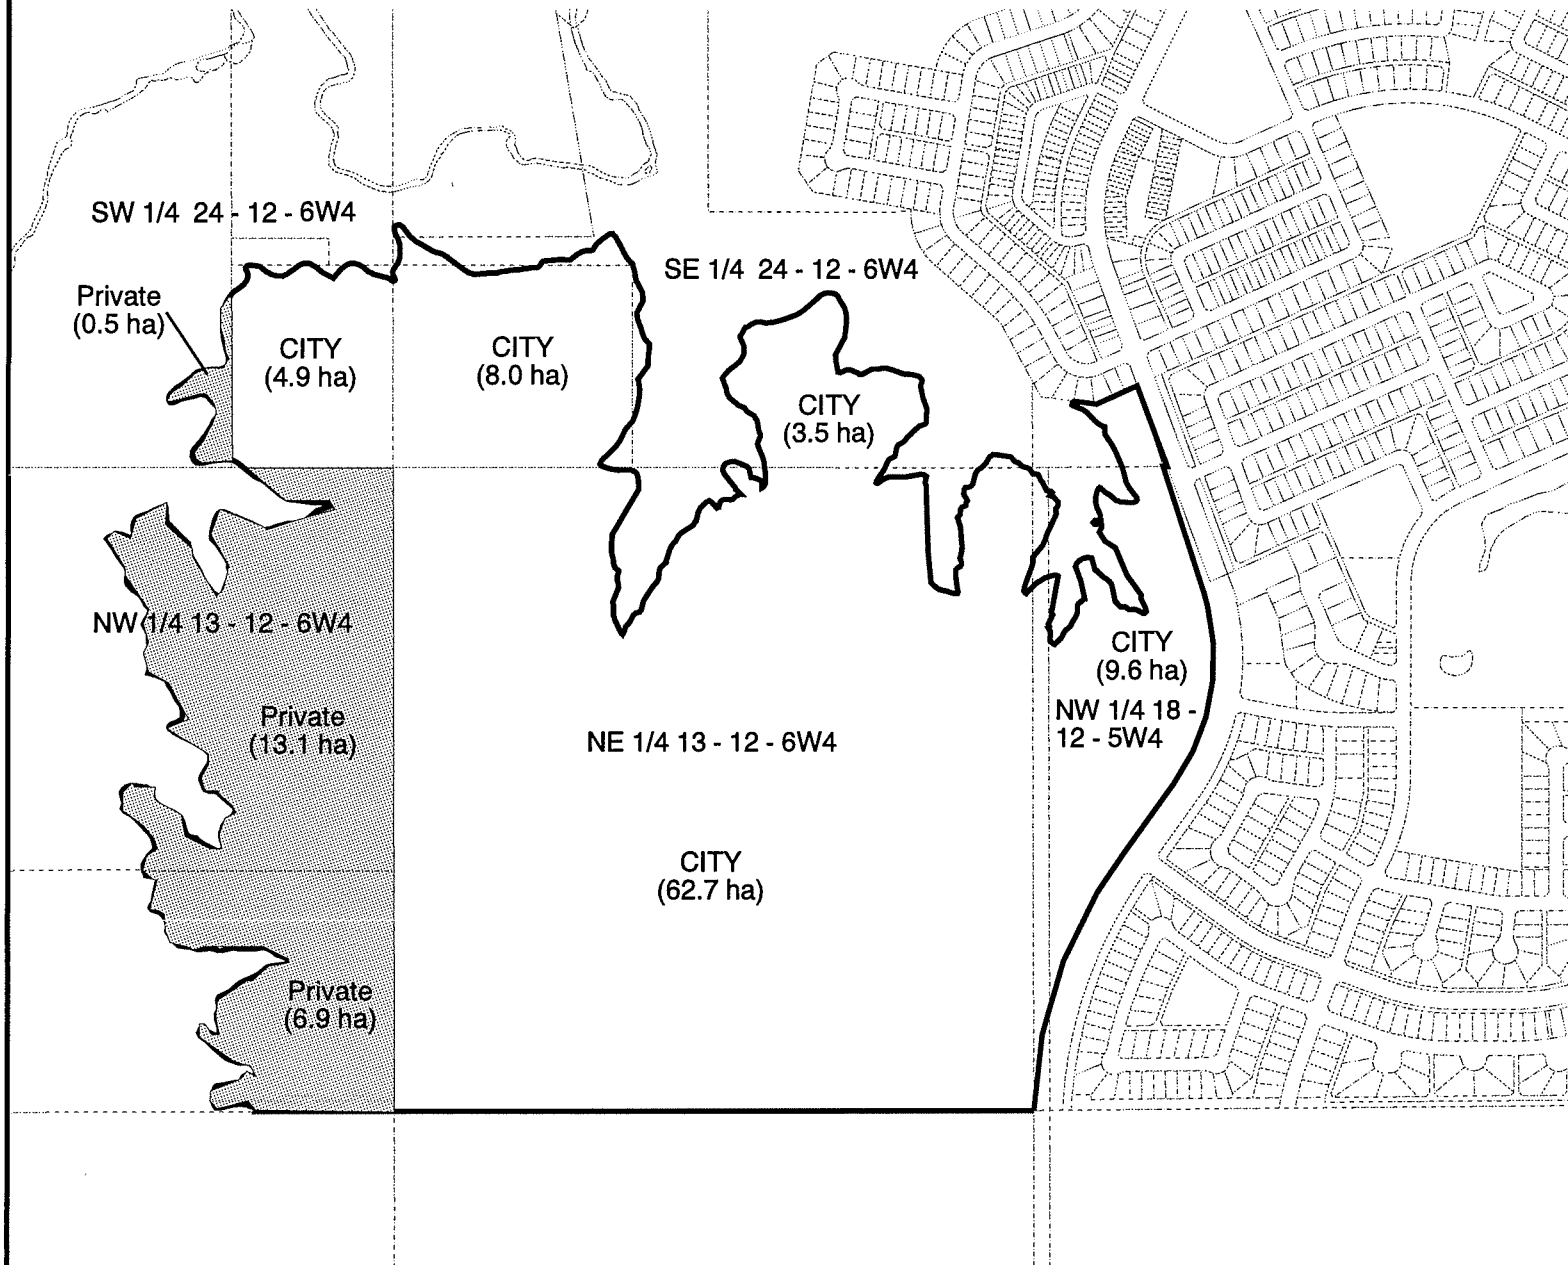 SW 1/4 24 - 12 - 6W4
SE 1/4 24 - 12 - 6W4
Private
(0.5 ha)
CITY
(4.9 ha)
CITY
(8.0 ha)
CITY
(3.5 ha)
NW 1/4 13 - 12 - 6W4
CITY
(9.6 ha)
NW 1/4 18 -
12 - 5W4
Private
(13.1 ha)
NE 1/4 13 - 12 - 6W4
CITY
(62.7 ha)
Private
(6.9 ha)